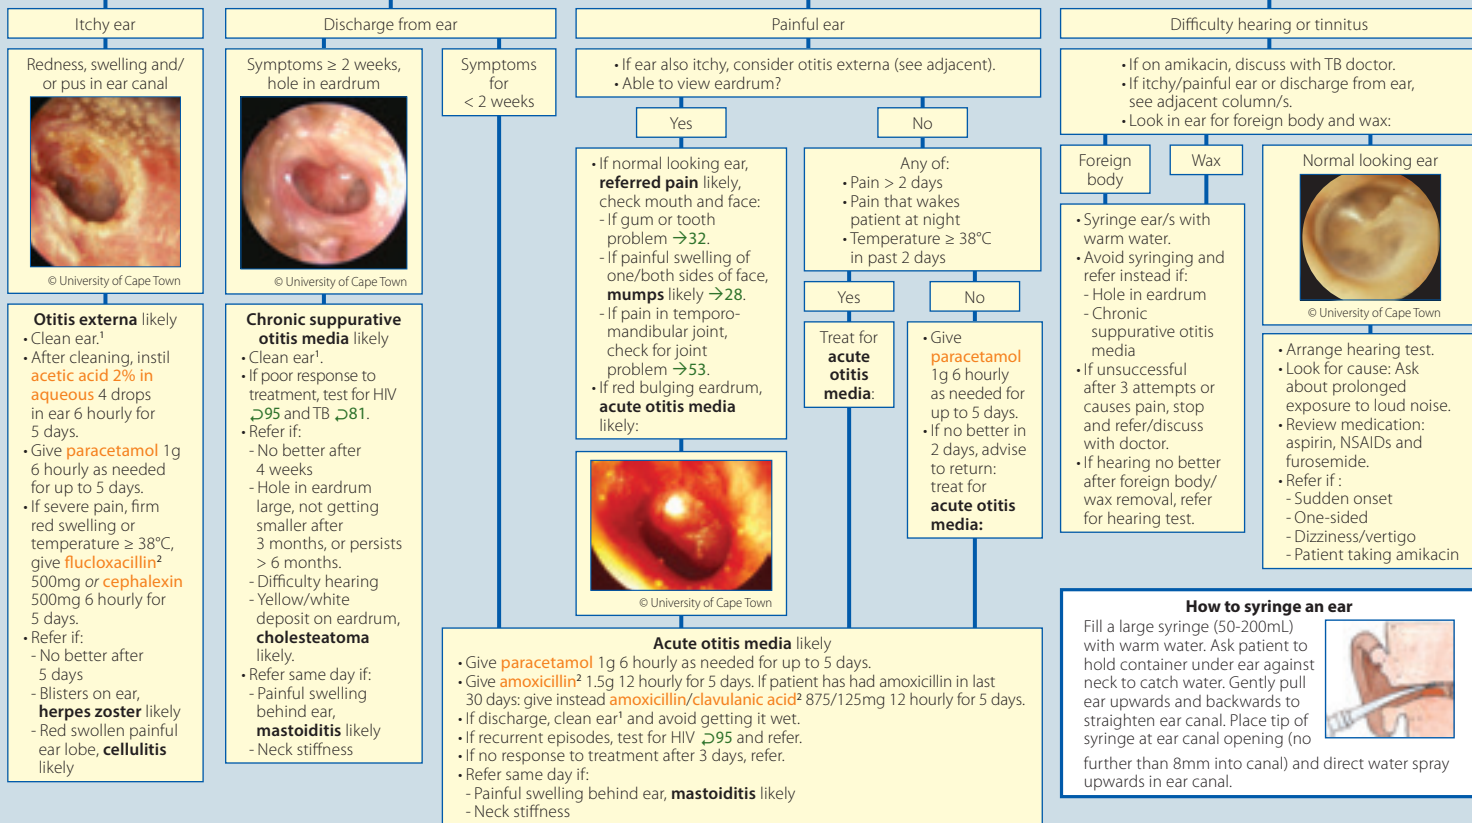 Itchy ear
Redness, swelling and/
or pus in ear canal
© University of Cape Town
Otitis externa likely
• Clean ear.¹
• After cleaning, instil
acetic acid 2% in
aqueous 4 drops
in ear 6 hourly for
5 days.
• Give paracetamol 1g
6 hourly as needed
for up to 5 days.
• If severe pain, firm
red swelling or
temperature ≥ 38°C,
give flucloxacillin²
500mg or cephalexin
500mg 6 hourly for
5 days.
• Refer if:
- No better after
5 days
- Blisters on ear,
herpes zoster likely
- Red swollen painful
ear lobe, cellulitis
likely
Discharge from ear
Symptoms ≥ 2 weeks,
hole in eardrum
© University of Cape Town
Chronic suppurative
otitis media likely
• Clean ear¹.
• If poor response to
treatment, test for HIV
⮌95 and TB ⮌81.
• Refer if:
- No better after
4 weeks
- Hole in eardrum
large, not getting
smaller after
3 months, or persists
> 6 months.
- Difficulty hearing
- Yellow/white
deposit on eardrum,
cholesteatoma
likely.
• Refer same day if:
- Painful swelling
behind ear,
mastoiditis likely
- Neck stiffness
Symptoms
for
< 2 weeks
Painful ear
• If ear also itchy, consider otitis externa (see adjacent).
• Able to view eardrum?
Yes
• If normal looking ear,
referred pain likely,
check mouth and face:
- If gum or tooth
problem →32.
- If painful swelling of
one/both sides of face,
mumps likely →28.
- If pain in temporo-
mandibular joint,
check for joint
problem →53.
• If red bulging eardrum,
acute otitis media
likely:
© University of Cape Town
No
Any of:
• Pain > 2 days
• Pain that wakes
patient at night
• Temperature ≥ 38°C
in past 2 days
Yes
Treat for
acute
otitis
media:
No
• Give
paracetamol
1g 6 hourly
as needed for
up to 5 days.
• If no better in
2 days, advise
to return:
treat for
acute otitis
media:
Acute otitis media likely
• Give paracetamol 1g 6 hourly as needed for up to 5 days.
• Give amoxicillin² 1.5g 12 hourly for 5 days. If patient has had amoxicillin in last
30 days: give instead amoxicillin/clavulanic acid² 875/125mg 12 hourly for 5 days.
• If discharge, clean ear¹ and avoid getting it wet.
• If recurrent episodes, test for HIV ⮌95 and refer.
• If no response to treatment after 3 days, refer.
• Refer same day if:
- Painful swelling behind ear, mastoiditis likely
- Neck stiffness
Difficulty hearing or tinnitus
• If on amikacin, discuss with TB doctor.
• If itchy/painful ear or discharge from ear,
see adjacent column/s.
• Look in ear for foreign body and wax:
Foreign
body
Wax
• Syringe ear/s with
warm water.
• Avoid syringing and
refer instead if:
- Hole in eardrum
- Chronic
suppurative otitis
media
• If unsuccessful
after 3 attempts or
causes pain, stop
and refer/discuss
with doctor.
• If hearing no better
after foreign body/
wax removal, refer
for hearing test.
Normal looking ear
© University of Cape Town
• Arrange hearing test.
• Look for cause: Ask
about prolonged
exposure to loud noise.
• Review medication:
aspirin, NSAIDs and
furosemide.
• Refer if :
- Sudden onset
- One-sided
- Dizziness/vertigo
- Patient taking amikacin
How to syringe an ear
Fill a large syringe (50-200mL)
with warm water. Ask patient to
hold container under ear against
neck to catch water. Gently pull
ear upwards and backwards to
straighten ear canal. Place tip of
syringe at ear canal opening (no
further than 8mm into canal) and direct water spray
upwards in ear canal.